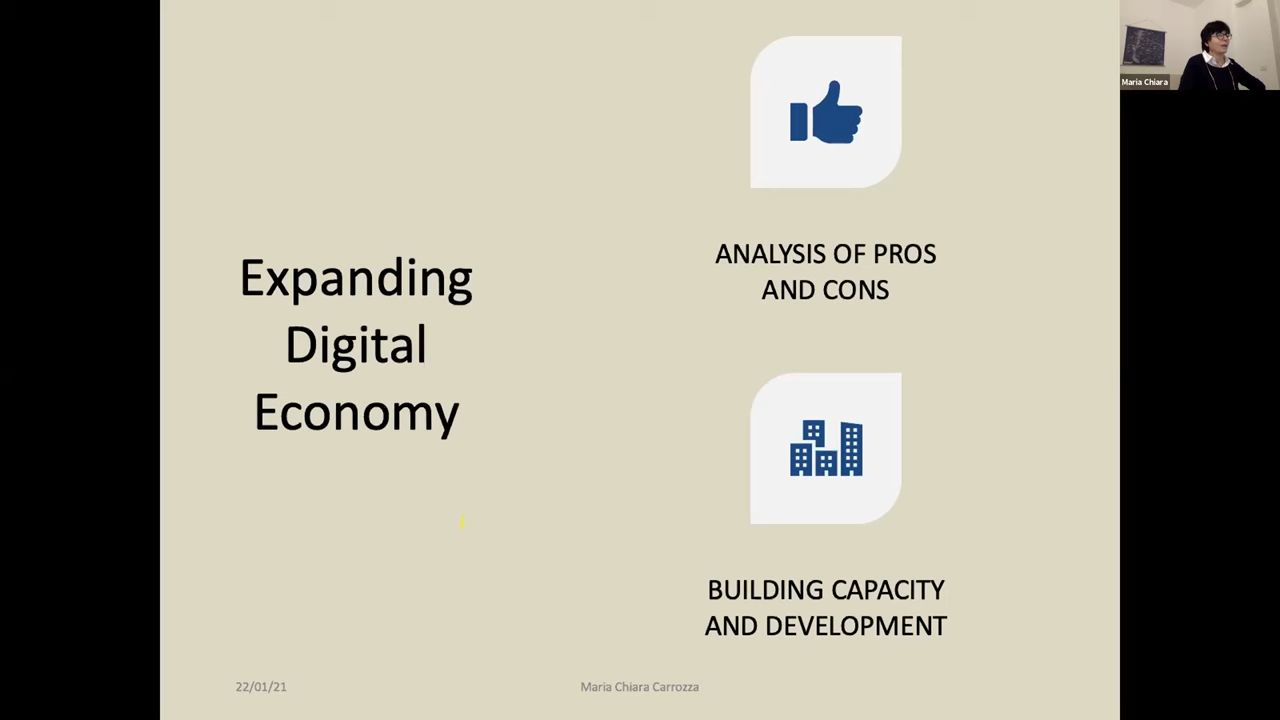 Maria Chiara
Expanding
Digital
Economy
ANALYSIS OF PROS
AND CONS
BUILDING CAPACITY
AND DEVELOPMENT
22/01/21
Maria Chiara Carrozza